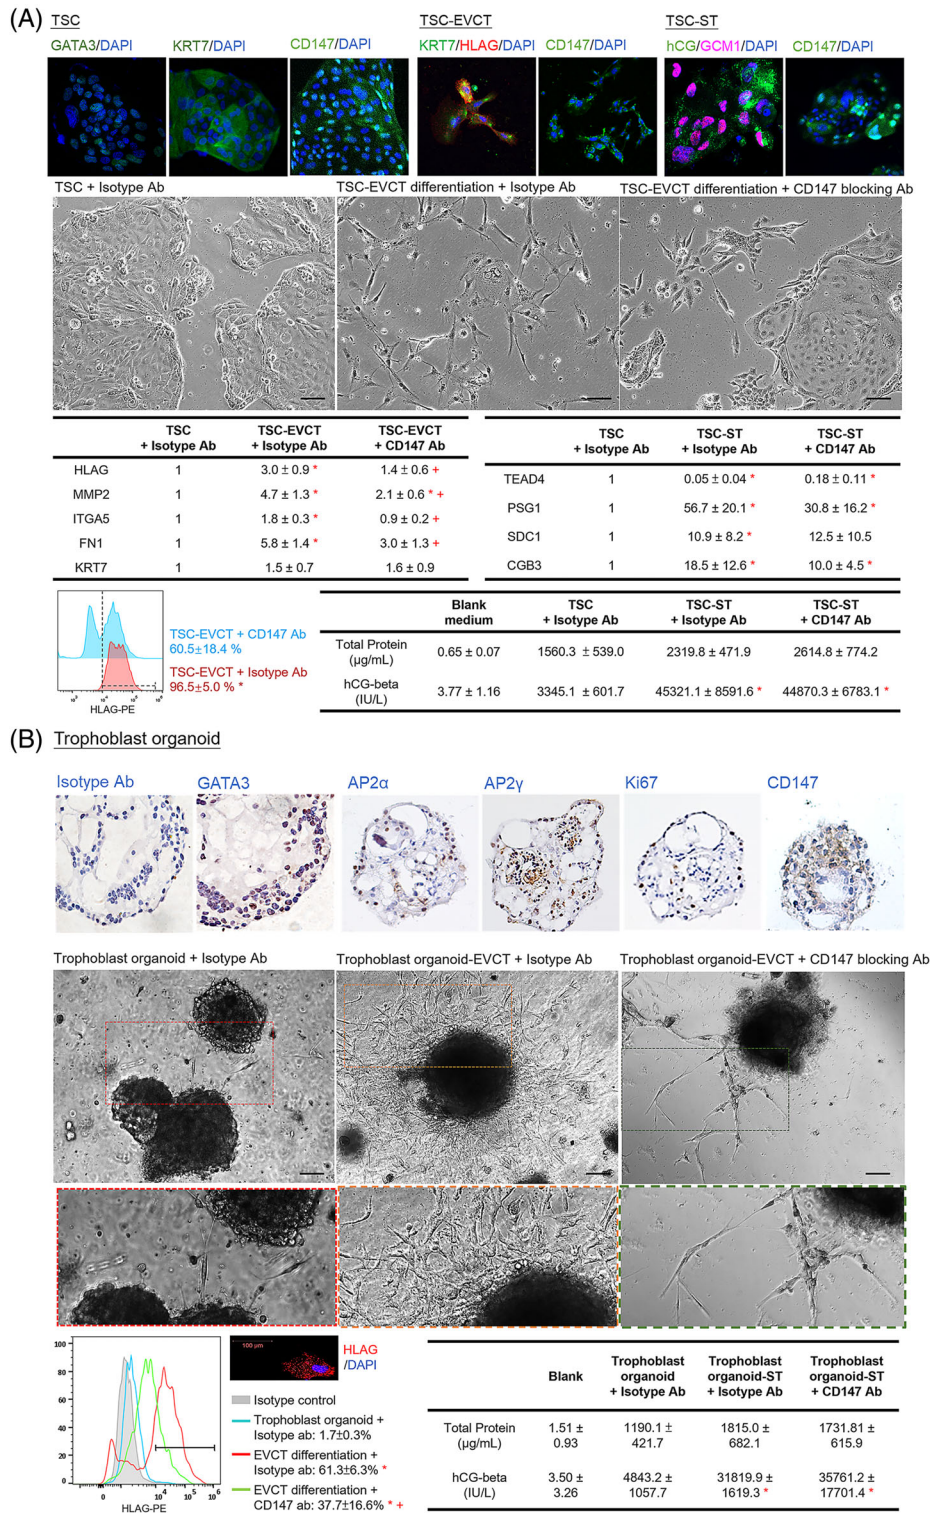 (A)
TSC TSC-EVCT TSC-ST
GATA3/DAPI KRT7/DAPI CD147/DAPI KRT7/HLAG/DAPI CD147/DAPI hCG/GCM1/DAPI CD147/DAPI
TSC + Isotype Ab TSC-EVCT differentiation + Isotype Ab TSC-EVCT differentiation + CD147 blocking Ab
TSC + Isotype Ab TSC-EVCT + Isotype Ab TSC-EVCT + CD147 Ab
HLAG 1 3.0 ± 0.9 * 1.4 ± 0.6 +
MMP2 1 4.7 ± 1.3 * 2.1 ± 0.6 * +
ITGA5 1 1.8 ± 0.3 * 0.9 ± 0.2 +
FN1 1 5.8 ± 1.4 * 3.0 ± 1.3 +
KRT7 1 1.5 ± 0.7 1.6 ± 0.9
TSC + Isotype Ab TSC-ST + Isotype Ab TSC-ST + CD147 Ab
TEAD4 1 0.05 ± 0.04 * 0.18 ± 0.11 *
PSG1 1 56.7 ± 20.1 * 30.8 ± 16.2 *
SDC1 1 10.9 ± 8.2 * 12.5 ± 10.5
CGB3 1 18.5 ± 12.6 * 10.0 ± 4.5 *
TSC-EVCT + CD147 Ab
60.5±18.4 %
TSC-EVCT + Isotype Ab
96.5±5.0 % *
HLAG-PE
Blank medium TSC + Isotype Ab TSC-ST + Isotype Ab TSC-ST + CD147 Ab
Total Protein (µg/mL) 0.65 ± 0.07 1560.3 ± 539.0 2319.8 ± 471.9 2614.8 ± 774.2
hCG-beta (IU/L) 3.77 ± 1.16 3345.1 ± 601.7 45321.1 ± 8591.6 * 44870.3 ± 6783.1 *
(B) Trophoblast organoid
Isotype Ab GATA3 AP2α AP2γ Ki67 CD147
Trophoblast organoid + Isotype Ab Trophoblast organoid-EVCT + Isotype Ab Trophoblast organoid-EVCT + CD147 blocking Ab
100
80
60
40
20
0
0 10³ 10⁴ 10⁵ 10⁶
HLAG-PE
100 µm
HLAG
/DAPI
Isotype control
Trophoblast organoid +
Isotype ab: 1.7±0.3%
EVCT differentiation +
Isotype ab: 61.3±6.3% *
EVCT differentiation +
CD147 ab: 37.7±16.6% * +
Blank Trophoblast organoid + Isotype Ab Trophoblast organoid-ST + Isotype Ab Trophoblast organoid-ST + CD147 Ab
Total Protein (µg/mL) 1.51 ± 0.93 1190.1 ± 421.7 1815.0 ± 682.1 1731.81 ± 615.9
hCG-beta (IU/L) 3.50 ± 3.26 4843.2 ± 1057.7 31819.9 ± 1619.3 * 35761.2 ± 17701.4 *